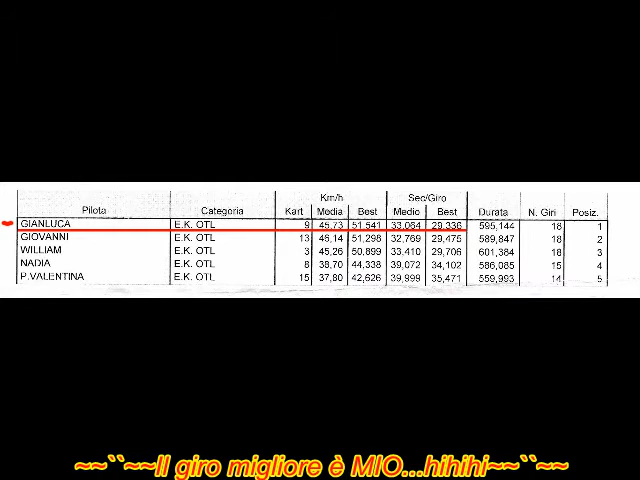 Km/h Sec/Giro
Pilota Categoria Kart Media Best Medio Best Durata N. Giri Posiz.
GIANLUCA E.K. OTL 9 45,73 51,541 33,064 29,336 595,144 18 1
GIOVANNI E.K. OTL 13 46,14 51,298 32,769 29,475 589,847 18 2
WILLIAM E.K. OTL 3 45,26 50,899 33,410 29,706 601,384 18 3
NADIA E.K. OTL 8 38,70 44,338 39,072 34,102 586,085 15 4
P.VALENTINA E.K. OTL 15 37,80 42,626 39,999 35,471 559,993 14 5
~~``~~Il giro migliore è MIO...hihihi~~``~~